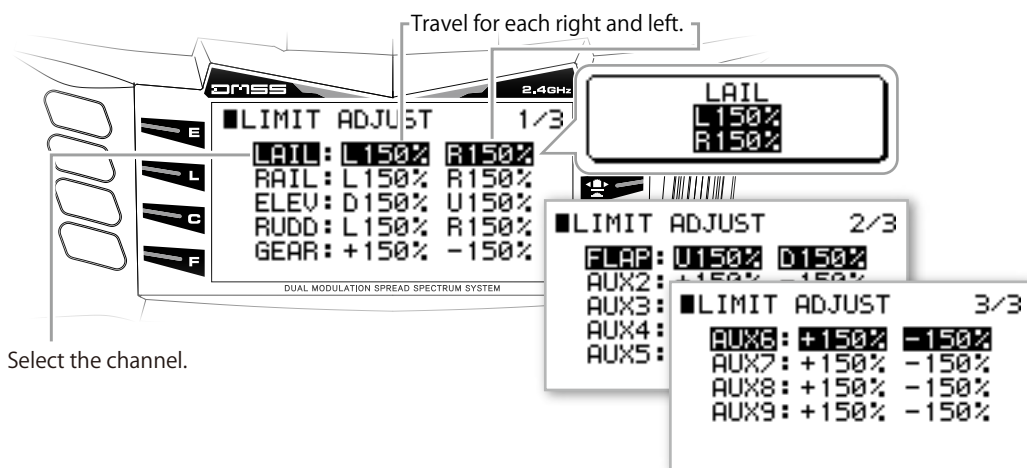 Travel for each right and left.
DMSS 2.4GHz
■LIMIT ADJUST 1/3
LAIL: L150% R150%
RAIL: L150% R150%
ELEV: D150% U150%
RUDD: L150% R150%
GEAR: +150% -150%
E
L
C
F
DUAL MODULATION SPREAD SPECTRUM SYSTEM
LAIL
L150%
R150%
■LIMIT ADJUST 2/3
FLAP: U150% D150%
AUX2: +150% -150%
AUX3:
AUX4:
AUX5:
■LIMIT ADJUST 3/3
AUX6: +150% -150%
AUX7: +150% -150%
AUX8: +150% -150%
AUX9: +150% -150%
Select the channel.